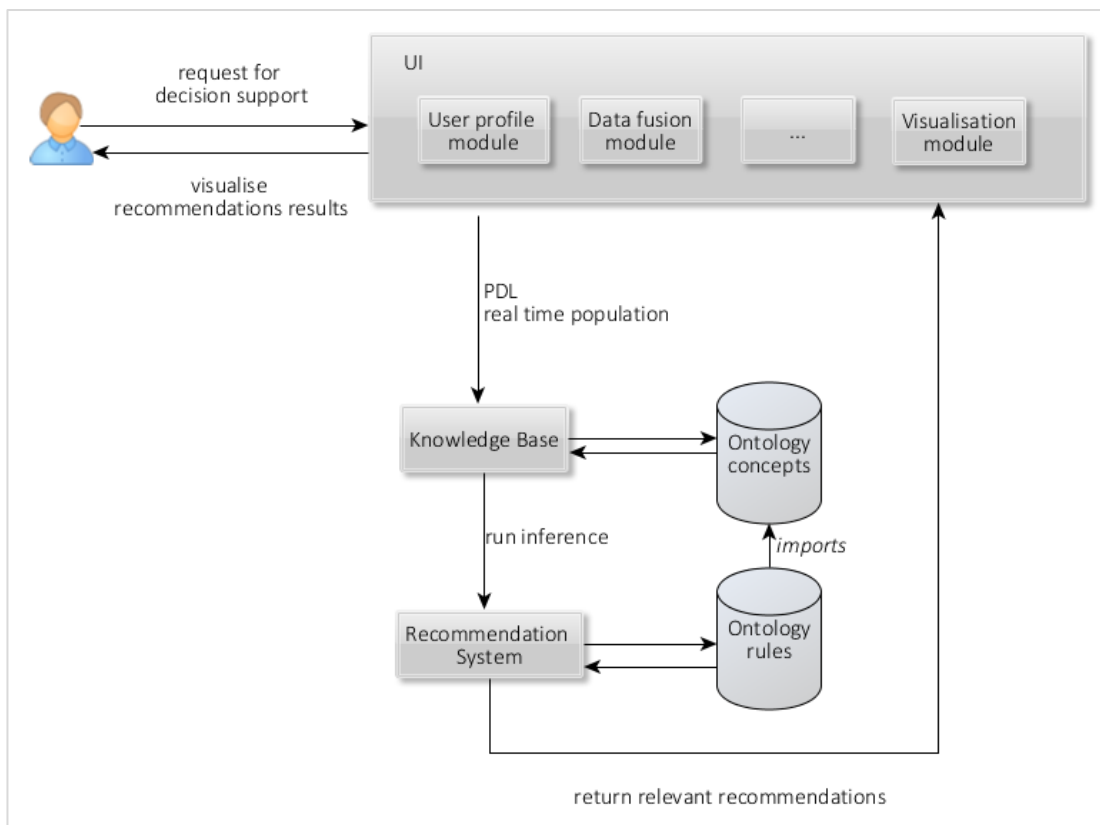 UI
request for
decision support
User profile
module
Data fusion
module
...
Visualisation
module
visualise
recommendations results
PDL
real time population
Knowledge Base
Ontology
concepts
run inference
imports
Recommendation
System
Ontology
rules
return relevant recommendations